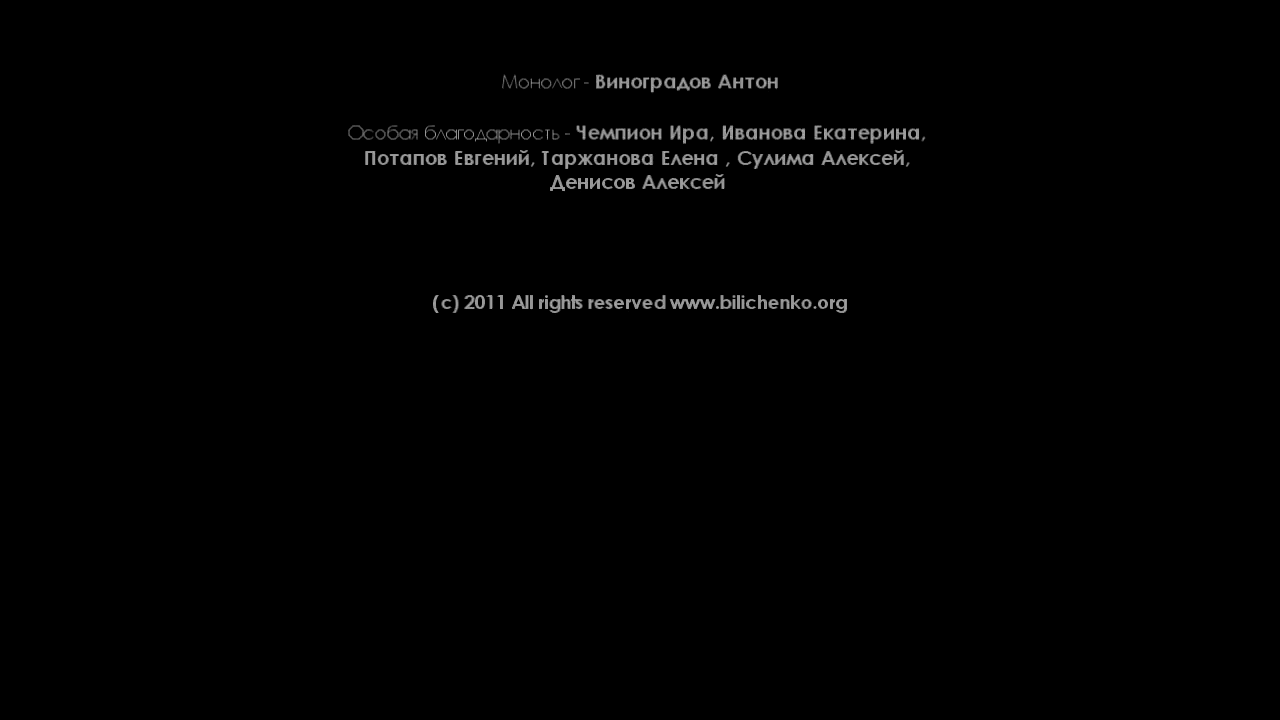 Монолог - Виноградов Антон
Особая благодарность - Чемпион Ира, Иванова Екатерина,
Потапов Евгений, Таржанова Елена , Сулима Алексей,
Денисов Алексей
(c) 2011 All rights reserved www.bilichenko.org